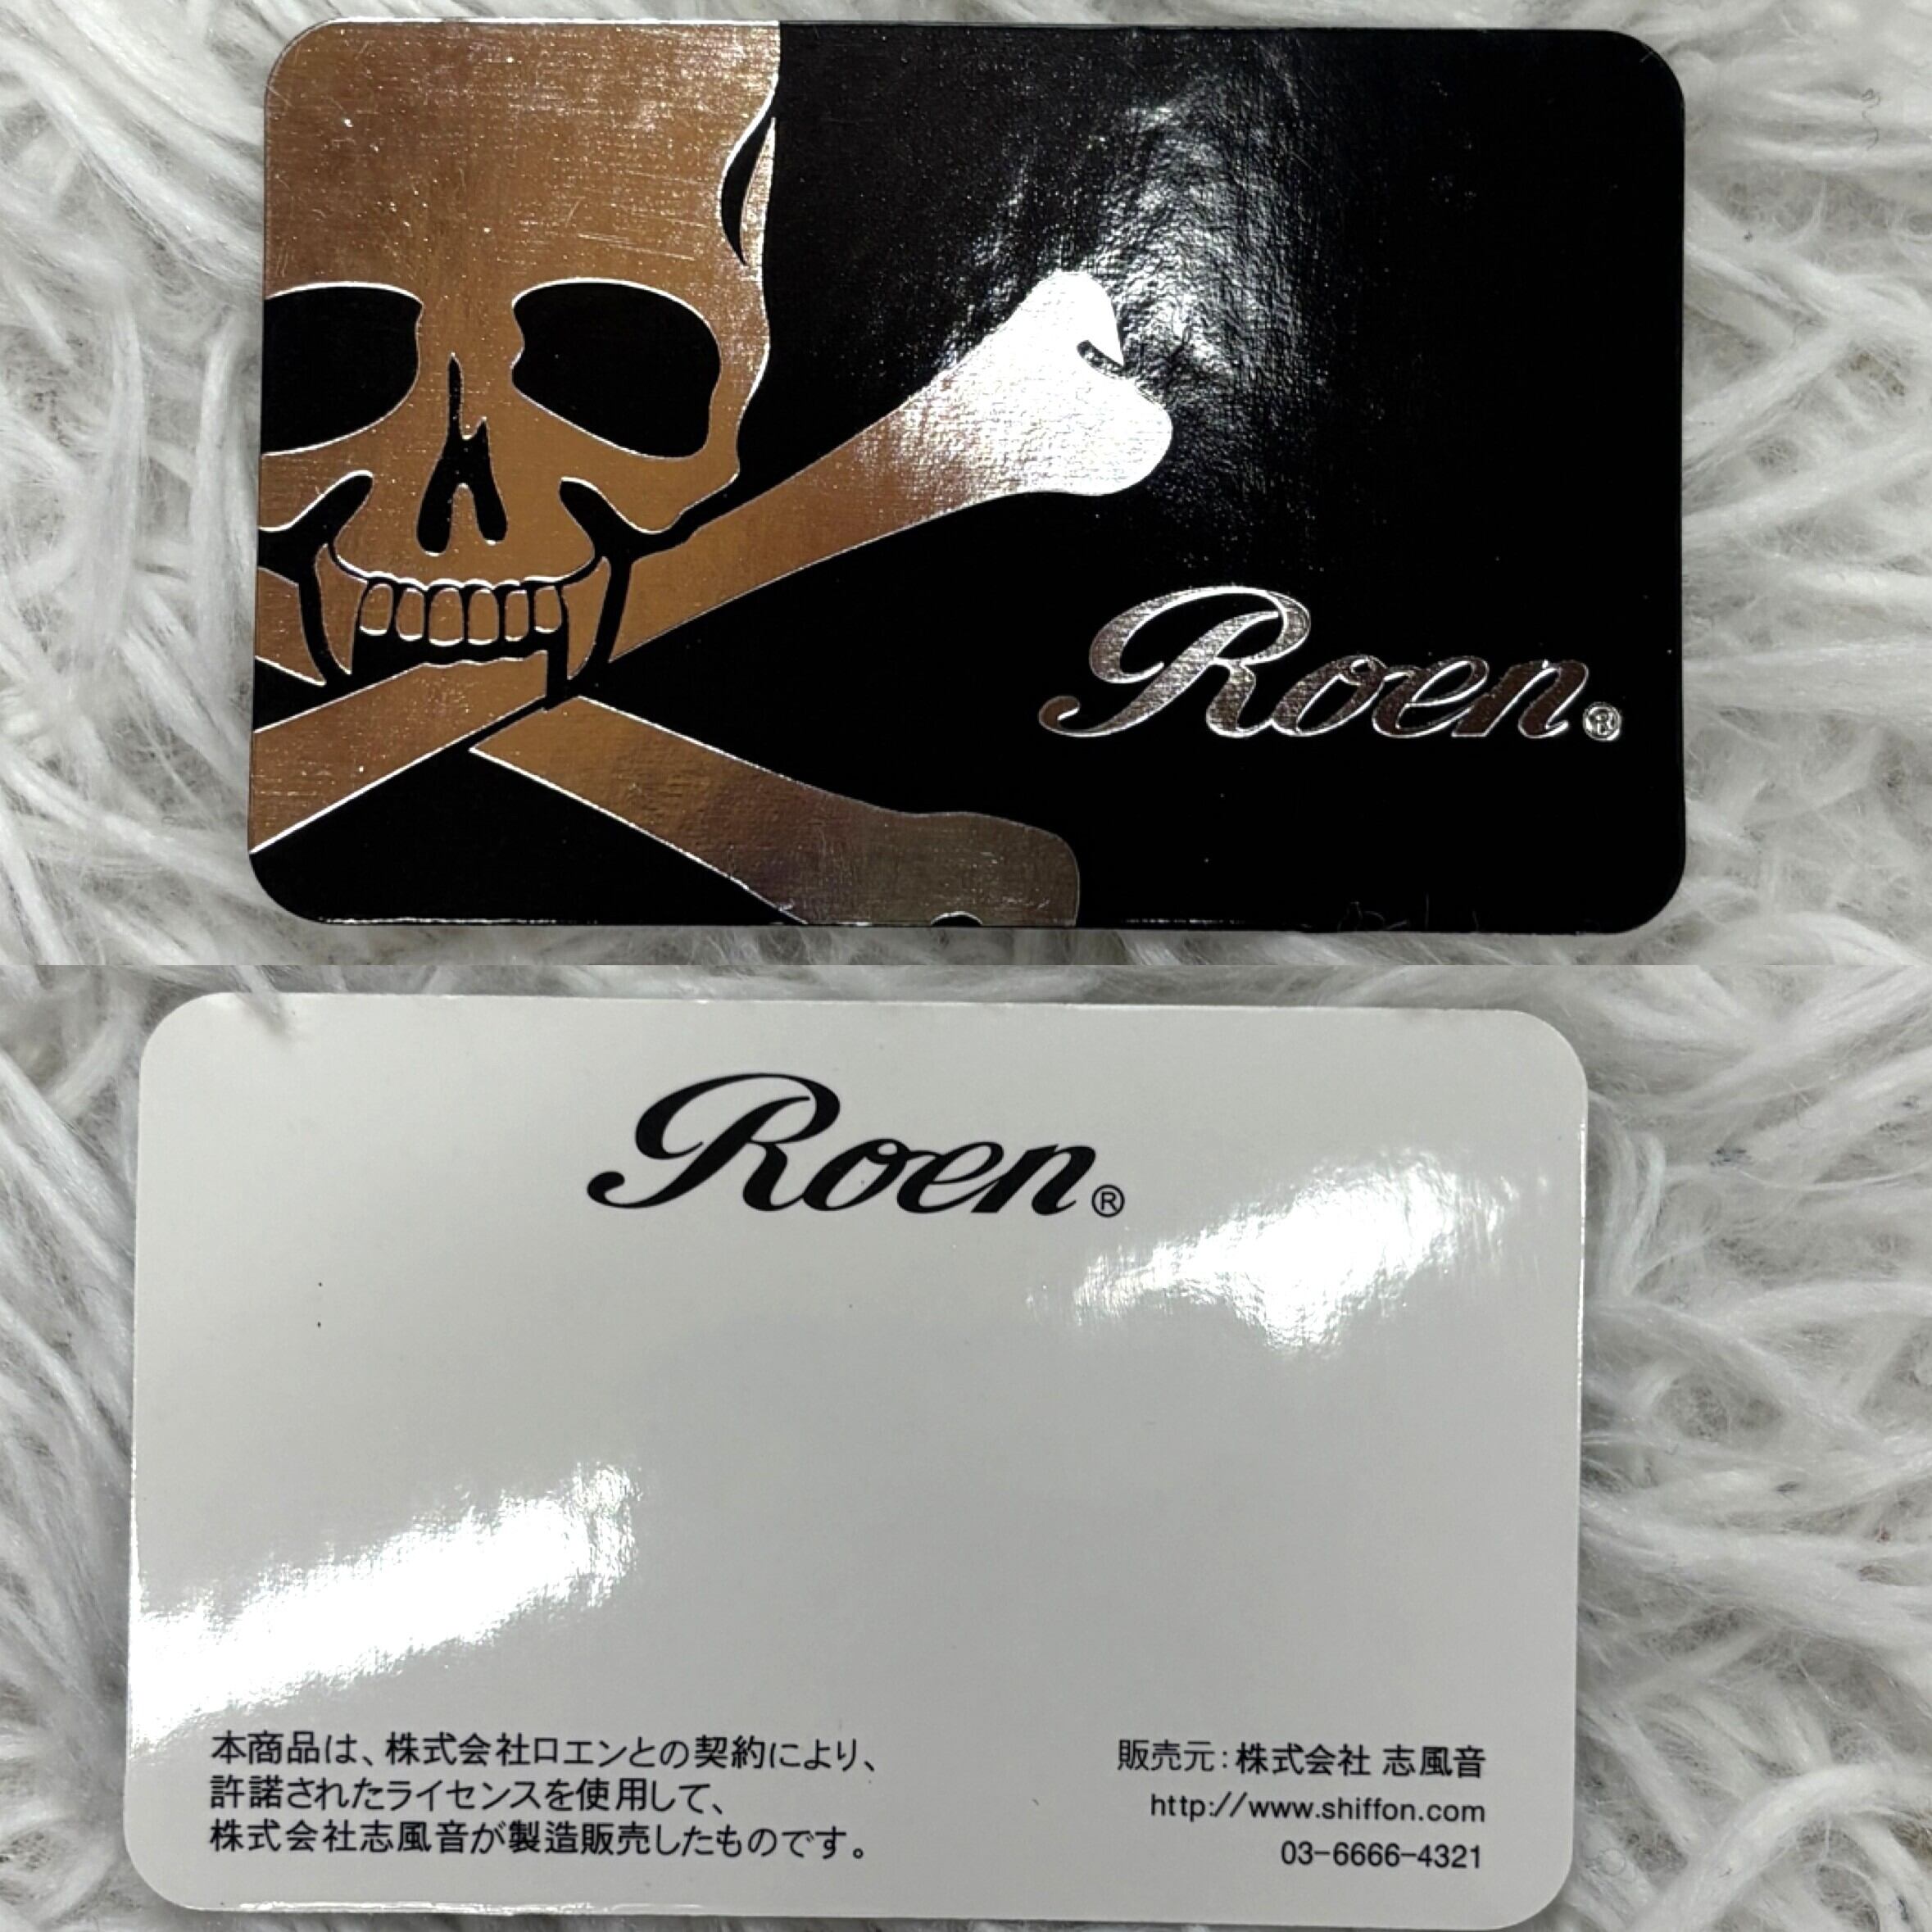 Roen®
Roen®
本商品は、株式会社ロエンとの契約により、
許諾されたライセンスを使用して、
株式会社志風音が製造販売したものです。
販売元：株式会社 志風音
http://www.shiffon.com
03-6666-4321